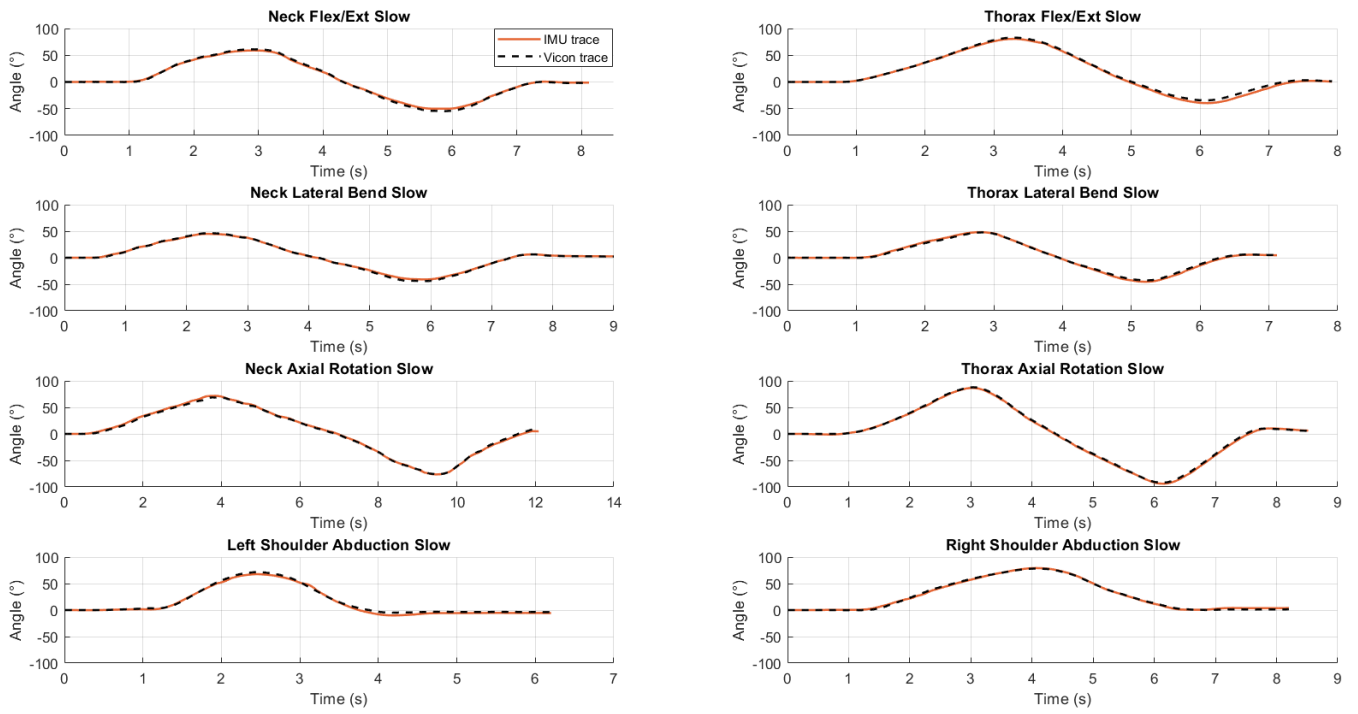 Neck Flex/Ext Slow
100
50
0
-50
-100
Angle (°)
IMU trace
Vicon trace
0 1 2 3 4 5 6 7 8
Time (s)
Thorax Flex/Ext Slow
100
50
0
-50
-100
Angle (°)
0 1 2 3 4 5 6 7 8
Time (s)
Neck Lateral Bend Slow
100
50
0
-50
-100
Angle (°)
0 1 2 3 4 5 6 7 8 9
Time (s)
Thorax Lateral Bend Slow
100
50
0
-50
-100
Angle (°)
0 1 2 3 4 5 6 7 8
Time (s)
Neck Axial Rotation Slow
100
50
0
-50
-100
Angle (°)
0 2 4 6 8 10 12 14
Time (s)
Thorax Axial Rotation Slow
100
50
0
-50
-100
Angle (°)
0 1 2 3 4 5 6 7 8 9
Time (s)
Left Shoulder Abduction Slow
100
50
0
-50
-100
Angle (°)
0 1 2 3 4 5 6 7
Time (s)
Right Shoulder Abduction Slow
100
50
0
-50
-100
Angle (°)
0 1 2 3 4 5 6 7 8 9
Time (s)